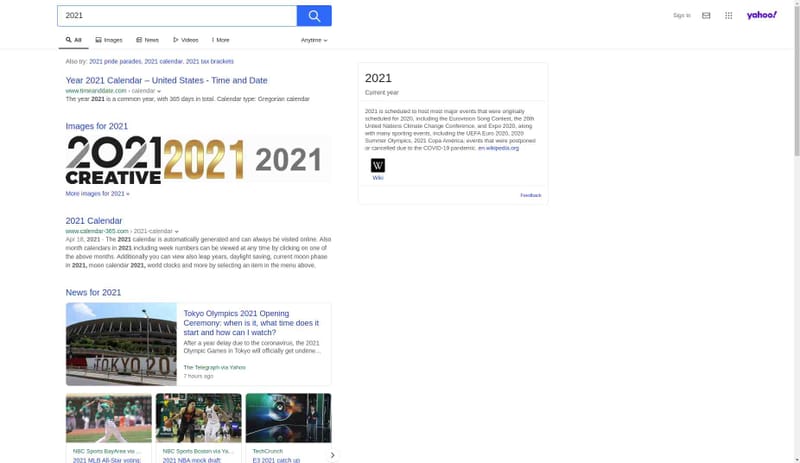 2021
Sign In
yahoo!
All
Images
News
Videos
More
Anytime
Also try: 2021 pride parades, 2021 calendar, 2021 tax brackets
Year 2021 Calendar – United States - Time and Date
www.timeanddate.com › calendar
The year 2021 is a common year, with 365 days in total. Calendar type: Gregorian calendar
Images for 2021
2021
CREATIVE
2021
2021
More images for 2021 »
2021 Calendar
www.calendar-365.com › 2021-calendar
Apr 18, 2021 · The 2021 calendar is automatically generated and can always be visited online. Also
month calendars in 2021 including week numbers can be viewed at any time by clicking on one of
the above months. Additionally you can view also leap years, daylight saving, current moon phase
in 2021, moon calendar 2021, world clocks and more by selecting an item in the menu above.
News for 2021
TOKYO 20
Tokyo Olympics 2021 Opening
Ceremony: when is it, what time does it
start and how can I watch?
After a year delay due to the coronavirus, the 2021
Olympic Games in Tokyo will officially get underw...
The Telegraph via Yahoo
7 hours ago
NBC Sports BayArea via ...
2021 MLB All-Star voting:
NBC Sports Boston via Ya...
2021 NBA mock draft:
TechCrunch
E3 2021 catch up
2021
Current year
2021 is scheduled to host most major events that were originally
scheduled for 2020, including the Eurovision Song Contest, the 26th
United Nations Climate Change Conference, and Expo 2020, along
with many sporting events, including the UEFA Euro 2020, 2020
Summer Olympics, 2021 Copa América, events that were postponed
or cancelled due to the COVID-19 pandemic. en.wikipedia.org
W
Wiki
Feedback